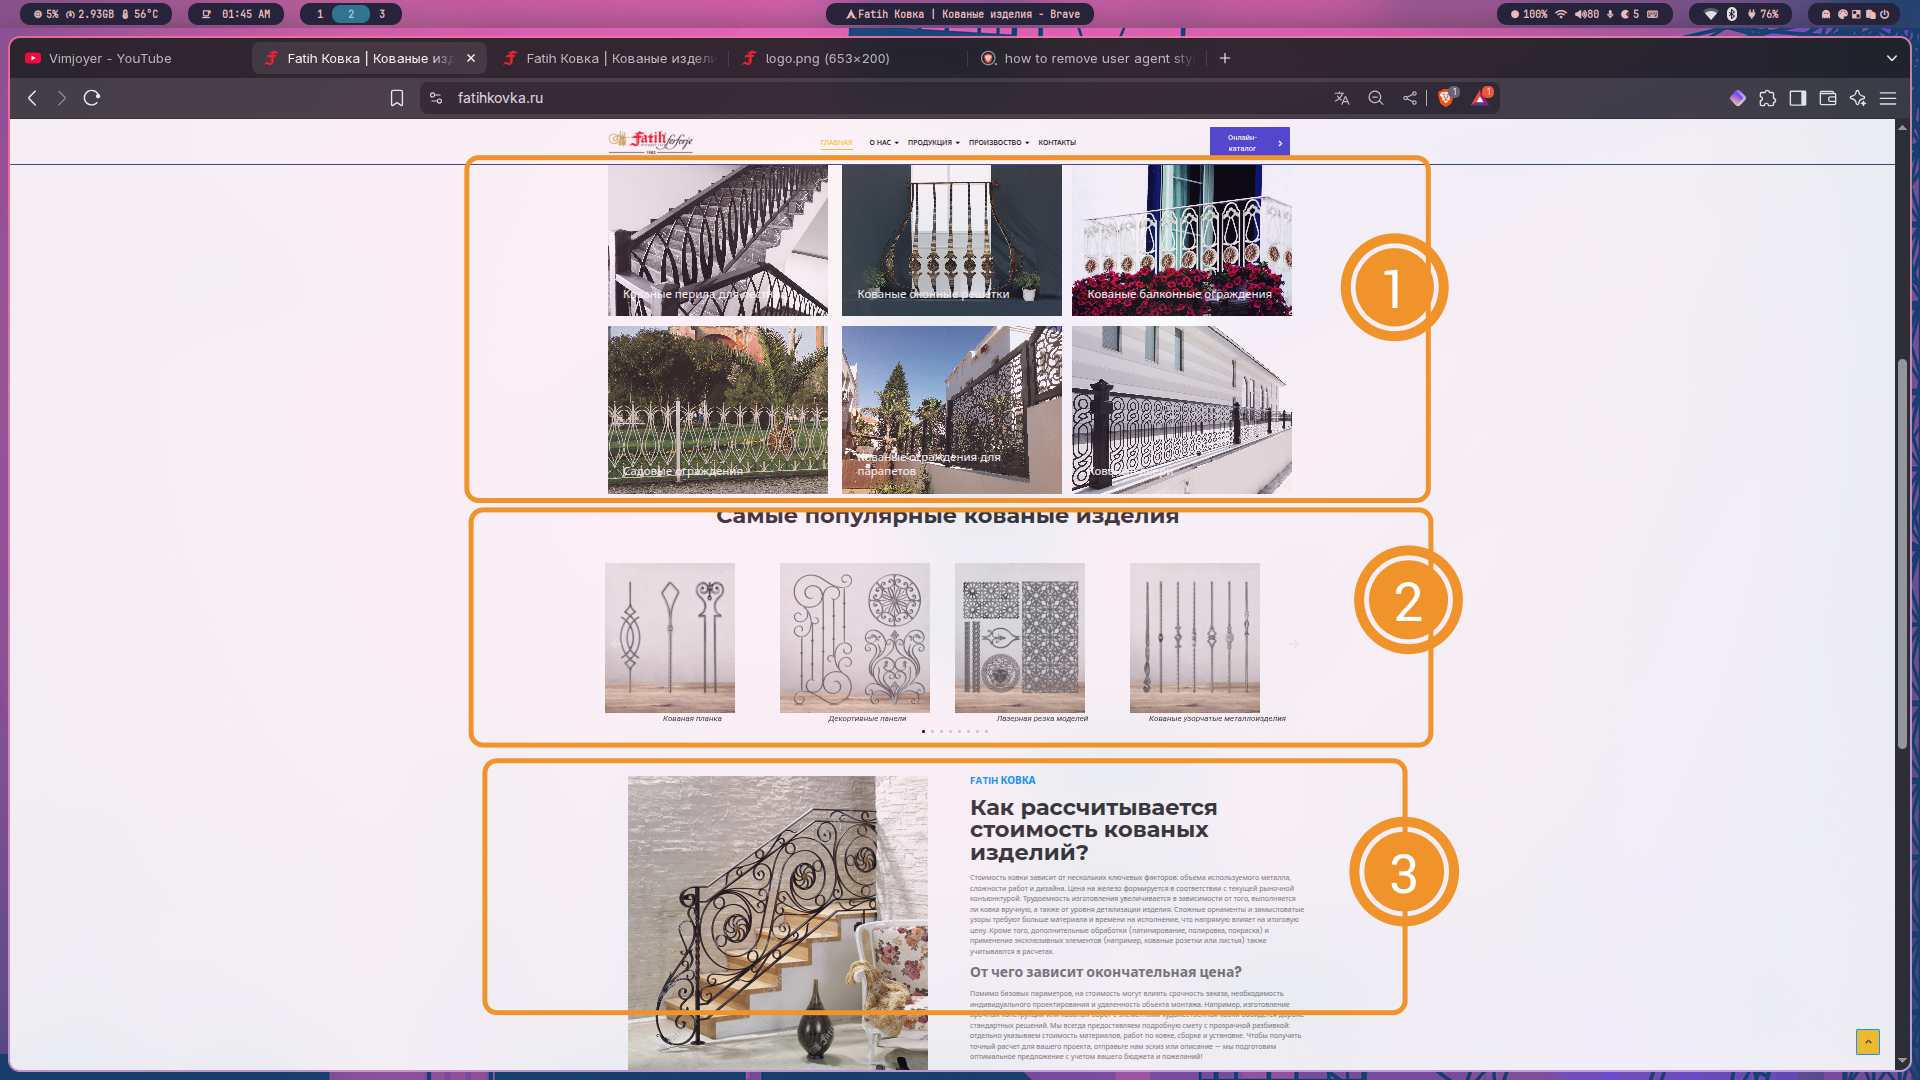 5% 2.93GB 56°C
01:45 AM
1 2 3
Fatih Ковка | Кованые изделия - Brave
100% 80 5
76%
Vimjoyer - YouTube
Fatih Ковка | Кованые изд
Fatih Ковка | Кованые издели
logo.png (653×200)
how to remove user agent sty
fatihkovka.ru
1
1
Fatih ferforje
1983
ГЛАВНАЯ
О НАС
ПРОДУКЦИЯ
ПРОИЗВОСТВО
КОНТАКТЫ
Онлайн-
каталог
Кованые перила для лестниц
Кованые оконные решетки
Кованые балконные ограждения
1
Садовые ограждения
Кованые ограждения для
парапетов
Самые популярные кованые изделия
2
Кованая планка
Декортивные панели
Лазерная резка моделей
Кованые узорчатые металлоизделия
FATIH КОВКА
Как рассчитывается
стоимость кованых
изделий?
3
Стоимость ковки зависит от нескольких ключевых факторов: объема используемого металла,
сложности работ и дизайна. Цена на железо формируется в соответствии с текущей рыночной
конъюнктурой. Трудоемкость изготовления увеличивается в зависимости от того, выполняется
ли ковка вручную, а также от уровня детализации изделия. Сложные орнаменты и замысловатые
узоры требуют больше материала и времени на исполнение, что напрямую влияет на итоговую
цену. Кроме того, дополнительные обработки (патинирование, полировка, покраска) и
применение эксклюзивных элементов (например, кованые розетки или листья) также
учитываются в расчетах.
От чего зависит окончательная цена?
Помимо базовых параметров, на стоимость могут влиять срочность заказа, необходимость
индивидуального проектирования и удаленность объекта монтажа. Например, изготовление
стандартных решений. Мы всегда предоставляем подробную смету с прозрачной разбивкой:
отдельно указываем стоимость материалов, работ по ковке, сборке и установке. Чтобы получить
точный расчет для вашего проекта, отправьте нам эскиз или описание — мы подготовим
оптимальное предложение с учетом вашего бюджета и пожеланий!